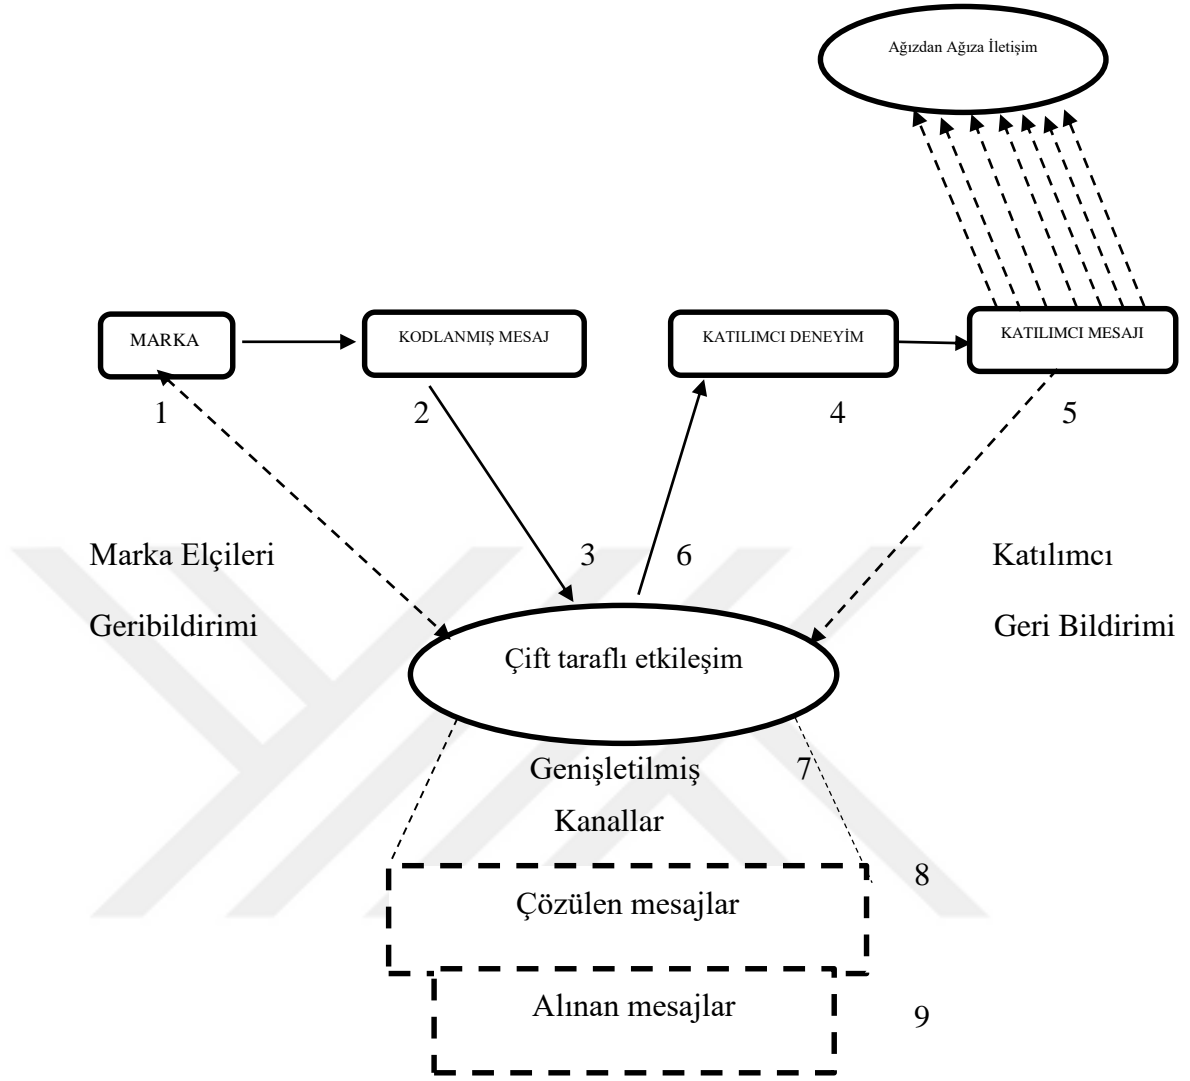 Ağızdan Ağıza İletişim
MARKA
KODLANMIŞ MESAJ
KATILIMCI DENEYİM
KATILIMCI MESAJI
1
2
4
5
Marka Elçileri
Geribildirimi
3
6
Katılımcı
Geri Bildirimi
Çift taraflı etkileşim
Genişletilmiş
Kanallar
7
8
Çözülen mesajlar
Alınan mesajlar
9